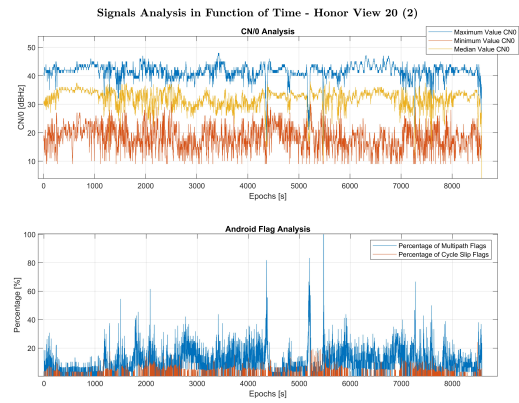 Signals Analysis in Function of Time - Honor View 20 (2)
CN/0 Analysis
Maximum Value CN0
Minimum Value CN0
Median Value CN0
50
40
30
20
10
CN/0 [dBHz]
0 1000 2000 3000 4000 5000 6000 7000 8000
Epochs [s]
Android Flag Analysis
Percentage of Multipath Flags
Percentage of Cycle Slip Flags
100
80
60
40
20
Percentage [%]
0 1000 2000 3000 4000 5000 6000 7000 8000
Epochs [s]